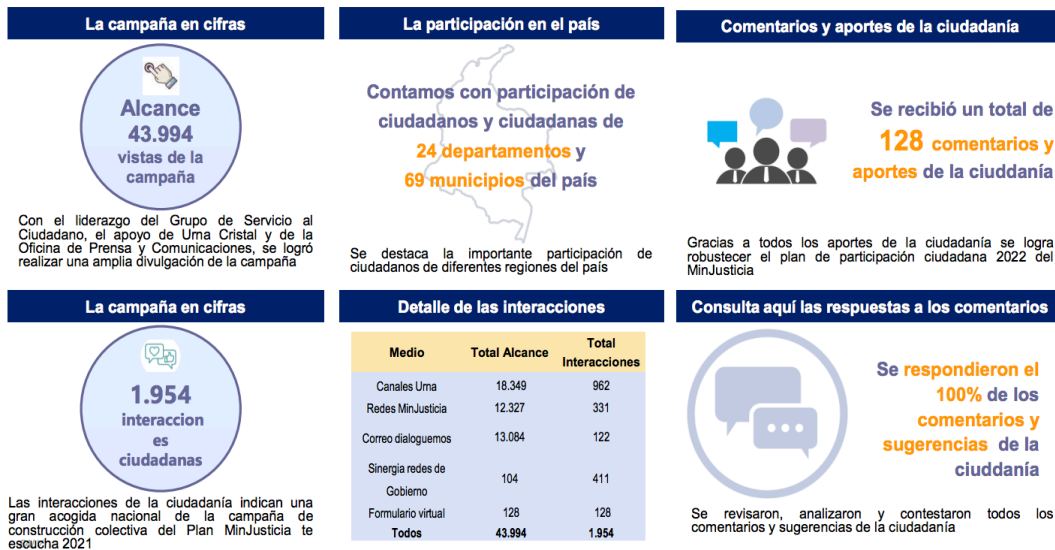 La campaña en cifras
Alcance
43.994
vistas de la
campaña
Con el liderazgo del Grupo de Servicio al
Ciudadano, el apoyo de Urna Cristal y de la
Oficina de Prensa y Comunicaciones, se logró
realizar una amplia divulgación de la campaña
La participación en el país
Contamos con participación de
ciudadanos y ciudadanas de
24 departamentos y
69 municipios del país
Se destaca la importante participación de
ciudadanos de diferentes regiones del país
Comentarios y aportes de la ciudadanía
Se recibió un total de
128 comentarios y
aportes de la ciuddanía
Gracias a todos los aportes de la ciudadanía se logra
robustecer el plan de participación ciudadana 2022 del
MinJusticia
La campaña en cifras
1.954
interaccion
es
ciudadanas
Las interacciones de la ciudadanía indican una
gran acogida nacional de la campaña de
construcción colectiva del Plan MinJusticia te
escucha 2021
Detalle de las interacciones
Medio Total Alcance Total Interacciones
Canales Urna 18.349 962
Redes MinJusticia 12.327 331
Correo dialoguemos 13.084 122
Sinergia redes de Gobierno 104 411
Formulario virtual 128 128
Todos 43.994 1.954
Consulta aquí las respuestas a los comentarios
Se respondieron el
100% de los
comentarios y
sugerencias de la
ciuddanía
Se revisaron, analizaron y contestaron todos los
comentarios y sugerencias de la ciudadanía